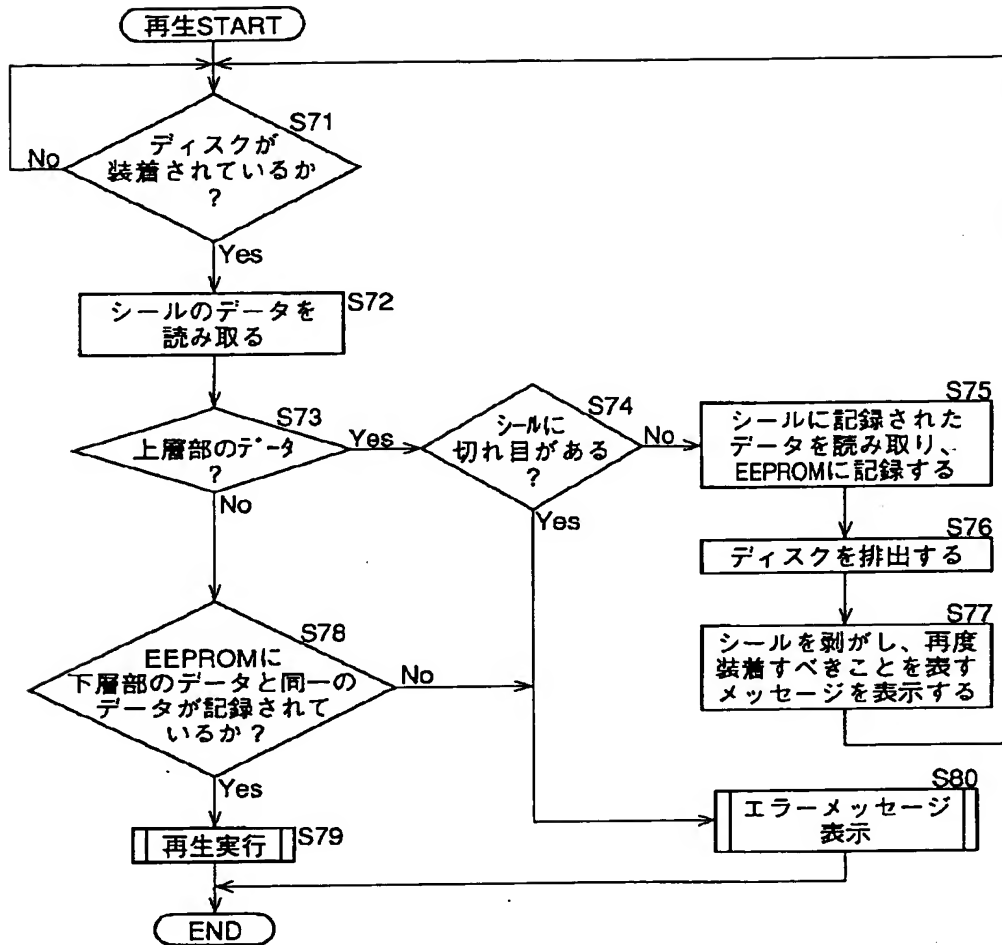 再生START
S71
ディスクが
装着されているか
?
No
Yes
S72
シールのデータを
読み取る
S73
上層部のデータ
?
Yes
No
S74
シールに
切れ目がある
?
No
Yes
S75
シールに記録された
データを読み取り、
EEPROMに記録する
S76
ディスクを排出する
S77
シールを剥がし、再度
装着すべきことを表す
メッセージを表示する
S78
EEPROMに
下層部のデータと同一の
データが記録されて
いるか?
No
Yes
S79
再生実行
S80
エラーメッセージ
表示
END